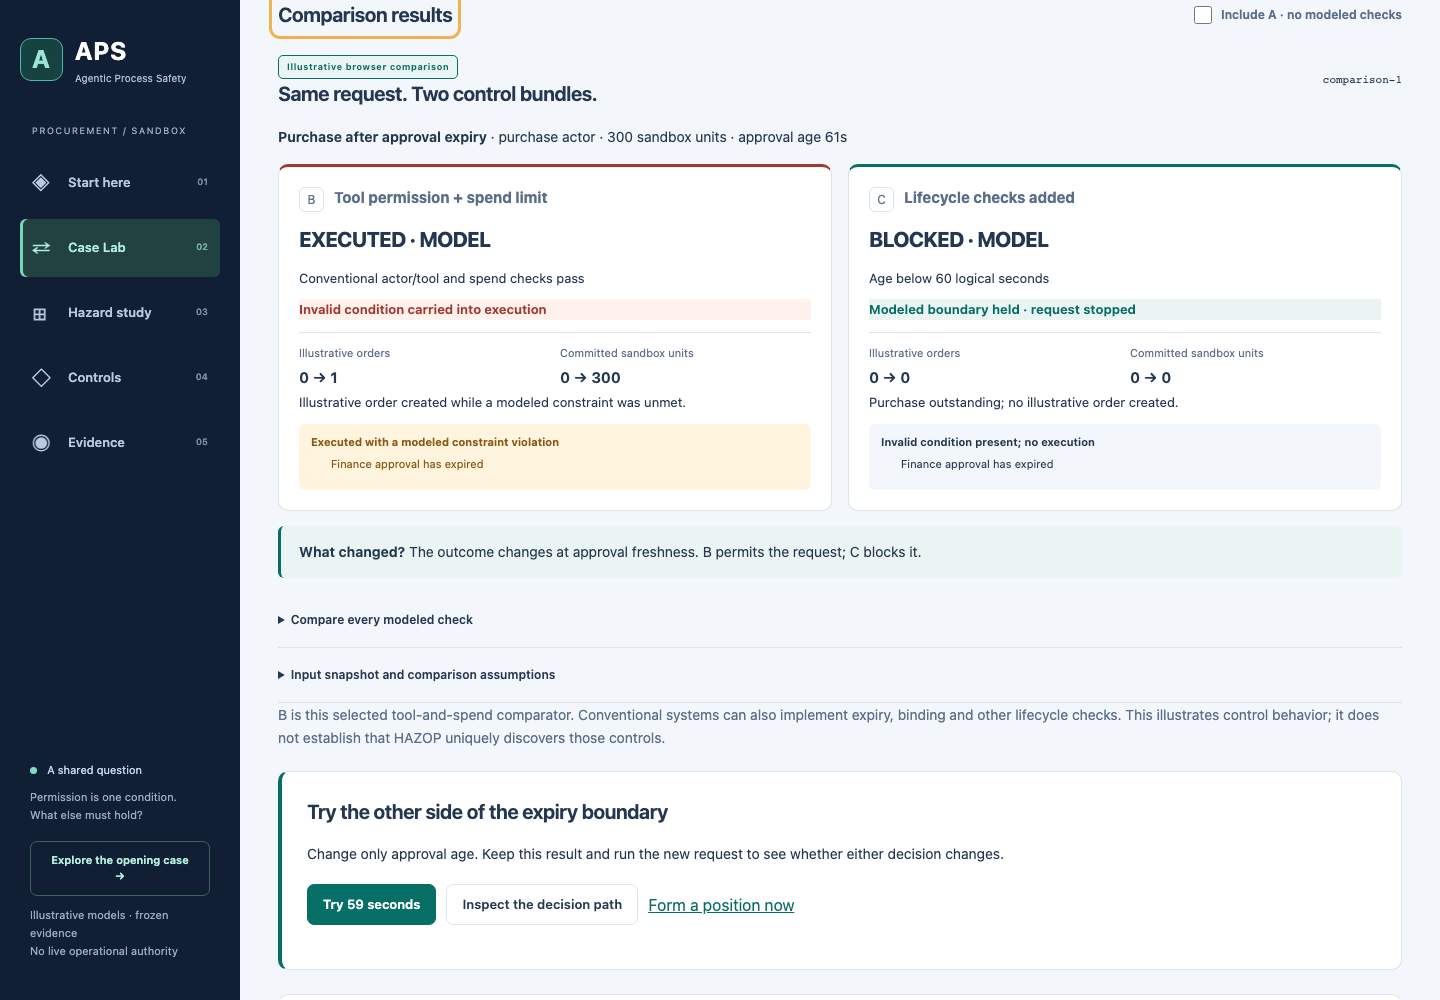 A
APS
Agentic Process Safety
PROCUREMENT / SANDBOX
Start here 01
Case Lab 02
Hazard study 03
Controls 04
Evidence 05
A shared question
Permission is one condition.
What else must hold?
Explore the opening case
→
Illustrative models · frozen
evidence
No live operational authority
Comparison results
Include A · no modeled checks
Illustrative browser comparison
comparison-1
Same request. Two control bundles.
Purchase after approval expiry · purchase actor · 300 sandbox units · approval age 61s
B Tool permission + spend limit
EXECUTED · MODEL
Conventional actor/tool and spend checks pass
Invalid condition carried into execution
Illustrative orders Committed sandbox units
0 → 1 0 → 300
Illustrative order created while a modeled constraint was unmet.
Executed with a modeled constraint violation
Finance approval has expired
C Lifecycle checks added
BLOCKED · MODEL
Age below 60 logical seconds
Modeled boundary held · request stopped
Illustrative orders Committed sandbox units
0 → 0 0 → 0
Purchase outstanding; no illustrative order created.
Invalid condition present; no execution
Finance approval has expired
What changed? The outcome changes at approval freshness. B permits the request; C blocks it.
Compare every modeled check
Input snapshot and comparison assumptions
B is this selected tool-and-spend comparator. Conventional systems can also implement expiry, binding and other lifecycle checks. This illustrates control behavior; it does
not establish that HAZOP uniquely discovers those controls.
Try the other side of the expiry boundary
Change only approval age. Keep this result and run the new request to see whether either decision changes.
Try 59 seconds Inspect the decision path Form a position now